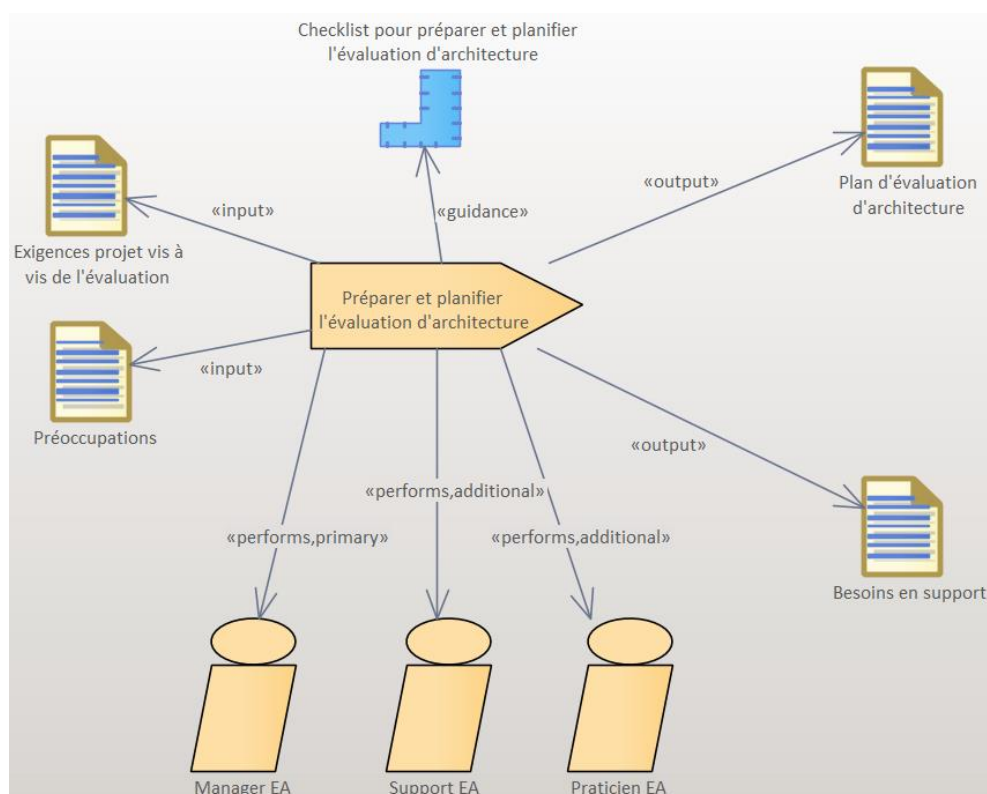 Checklist pour préparer et planifier
l'évaluation d'architecture
«output»
Plan d'évaluation
d'architecture
«input»
«guidance»
Exigences projet vis à
vis de l'évaluation
Préparer et planifier
l'évaluation d'architecture
«input»
Préoccupations
«output»
«performs,additional»
«performs,primary»
«performs,additional»
Besoins en support
Manager EA
Support EA
Praticien EA